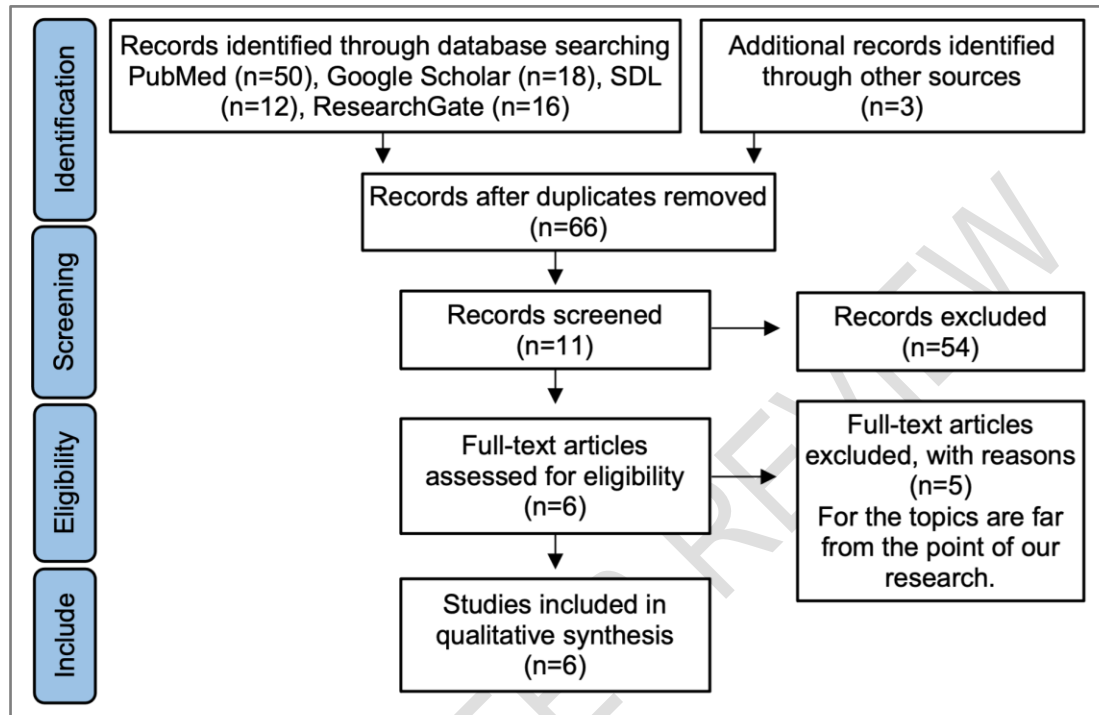 Identification
Records identified through database searching
PubMed (n=50), Google Scholar (n=18), SDL
(n=12), ResearchGate (n=16)
Additional records identified
through other sources
(n=3)
Records after duplicates removed
(n=66)
Screening
Records screened
(n=11)
Records excluded
(n=54)
Eligibility
Full-text articles
assessed for eligibility
(n=6)
Full-text articles
excluded, with reasons
(n=5)
For the topics are far
from the point of our
research.
Include
Studies included in
qualitative synthesis
(n=6)
REVIEW